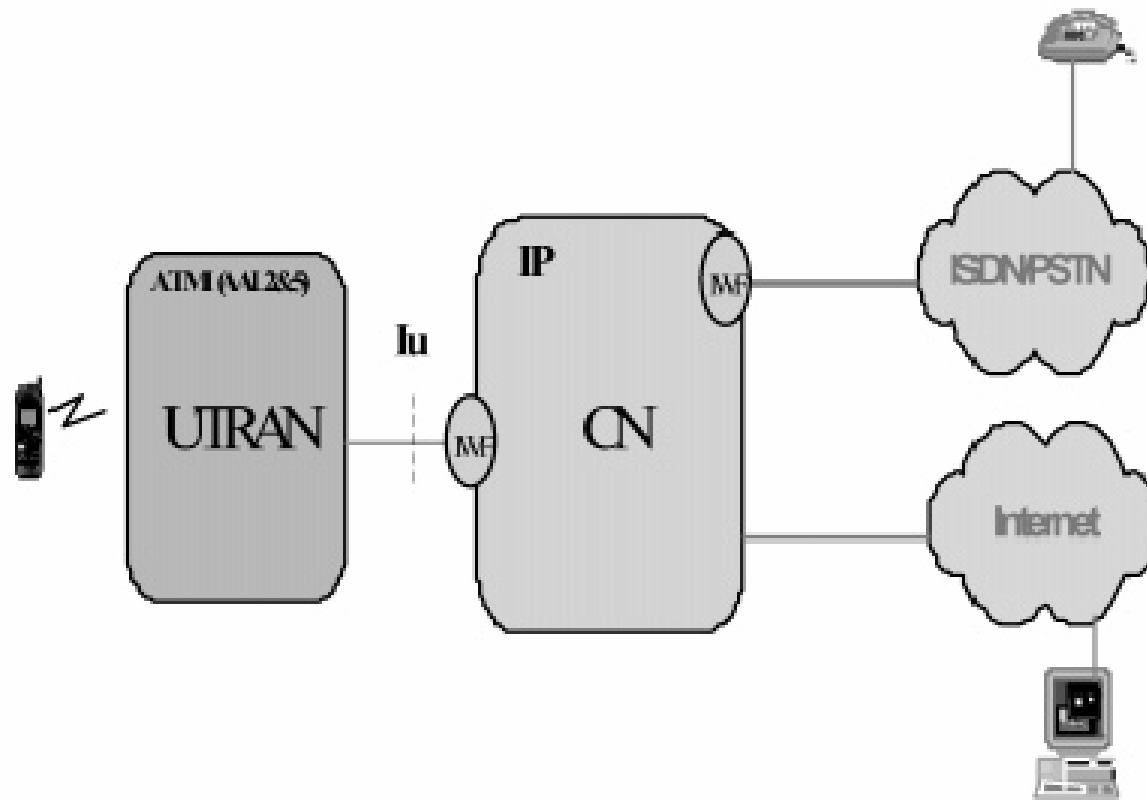 ATM (AAL2&5)
UTRAN
Iu
IWF
IP
CN
IWF
ISDN/PSTN
Internet